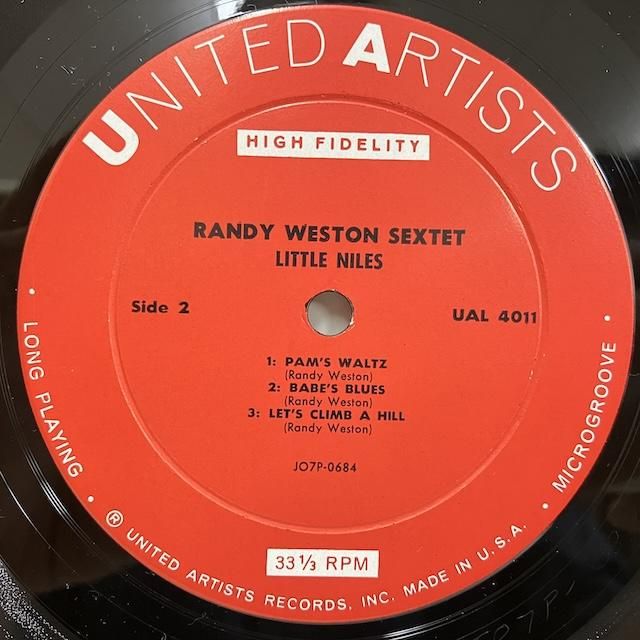 UNITED ARTISTS
HIGH FIDELITY
RANDY WESTON SEXTET
LITTLE NILES
Side 2
UAL 4011
1: PAM'S WALTZ
(Randy Weston)
2: BABE'S BLUES
(Randy Weston)
3: LET'S CLIMB A HILL
(Randy Weston)
JO7P-0684
33 1/3 RPM
• LONG PLAYING • ® UNITED ARTISTS RECORDS, INC. MADE IN U.S.A. • MICROGROOVE •